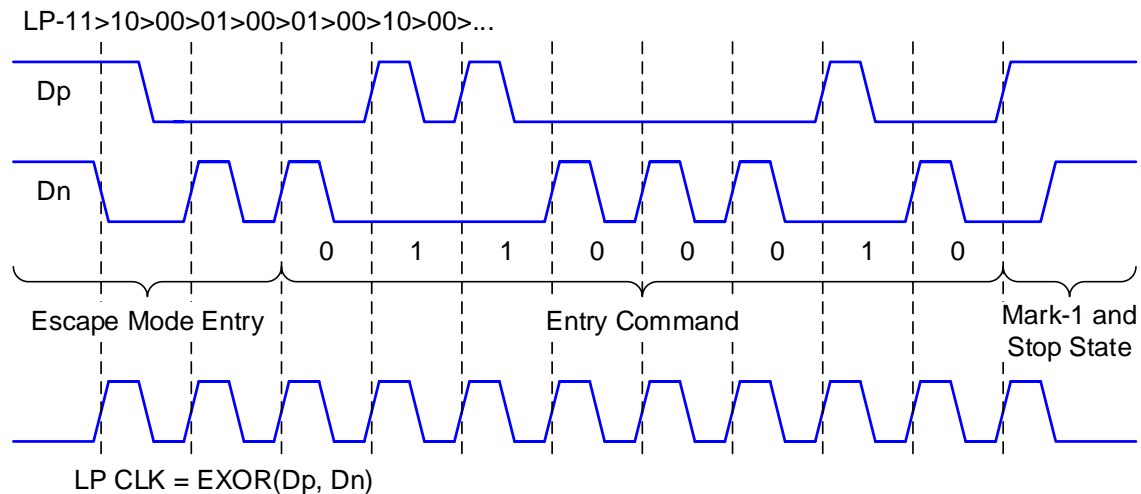 LP-11>10>00>01>00>01>00>10>00>...
Dp
Dn
0 1 1 0 0 0 1 0
Escape Mode Entry
Entry Command
Mark-1 and
Stop State
LP CLK = EXOR(Dp, Dn)